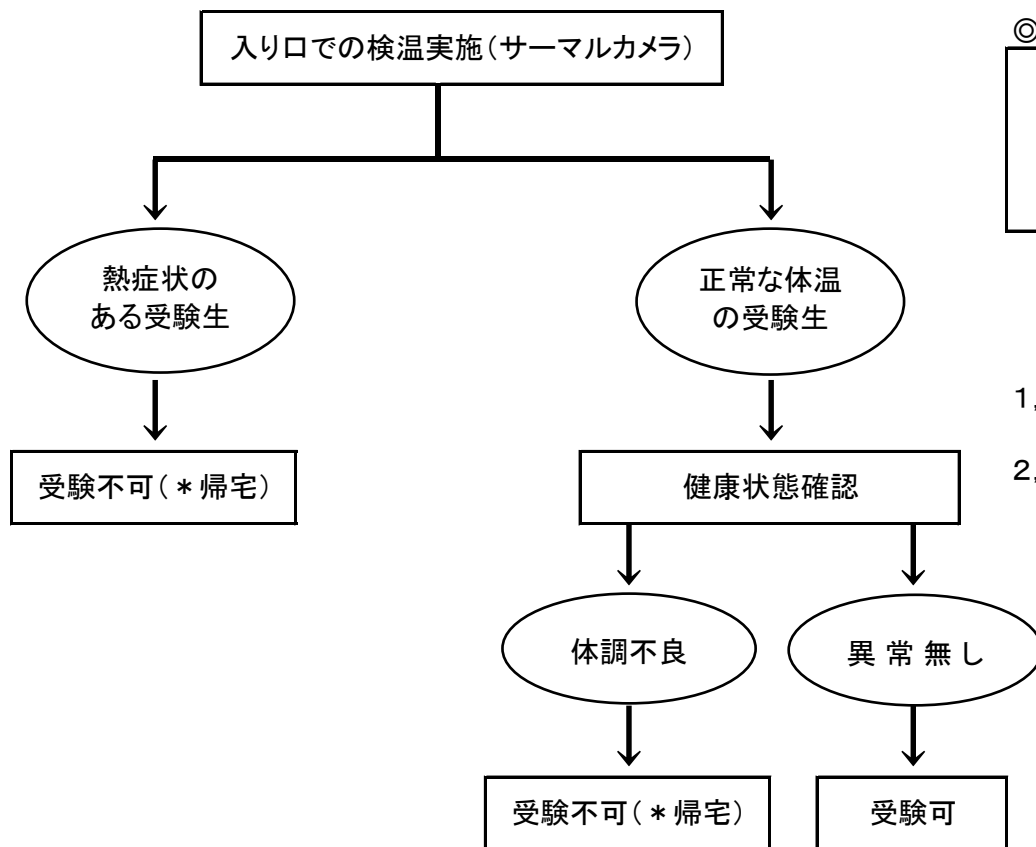 入り口での検温実施(サーマルカメラ)
◎
熱症状の
ある受験生
正常な体温
の受験生
1,
受験不可(*帰宅)
健康状態確認
2,
体調不良
異常無し
受験不可(*帰宅)
受験可